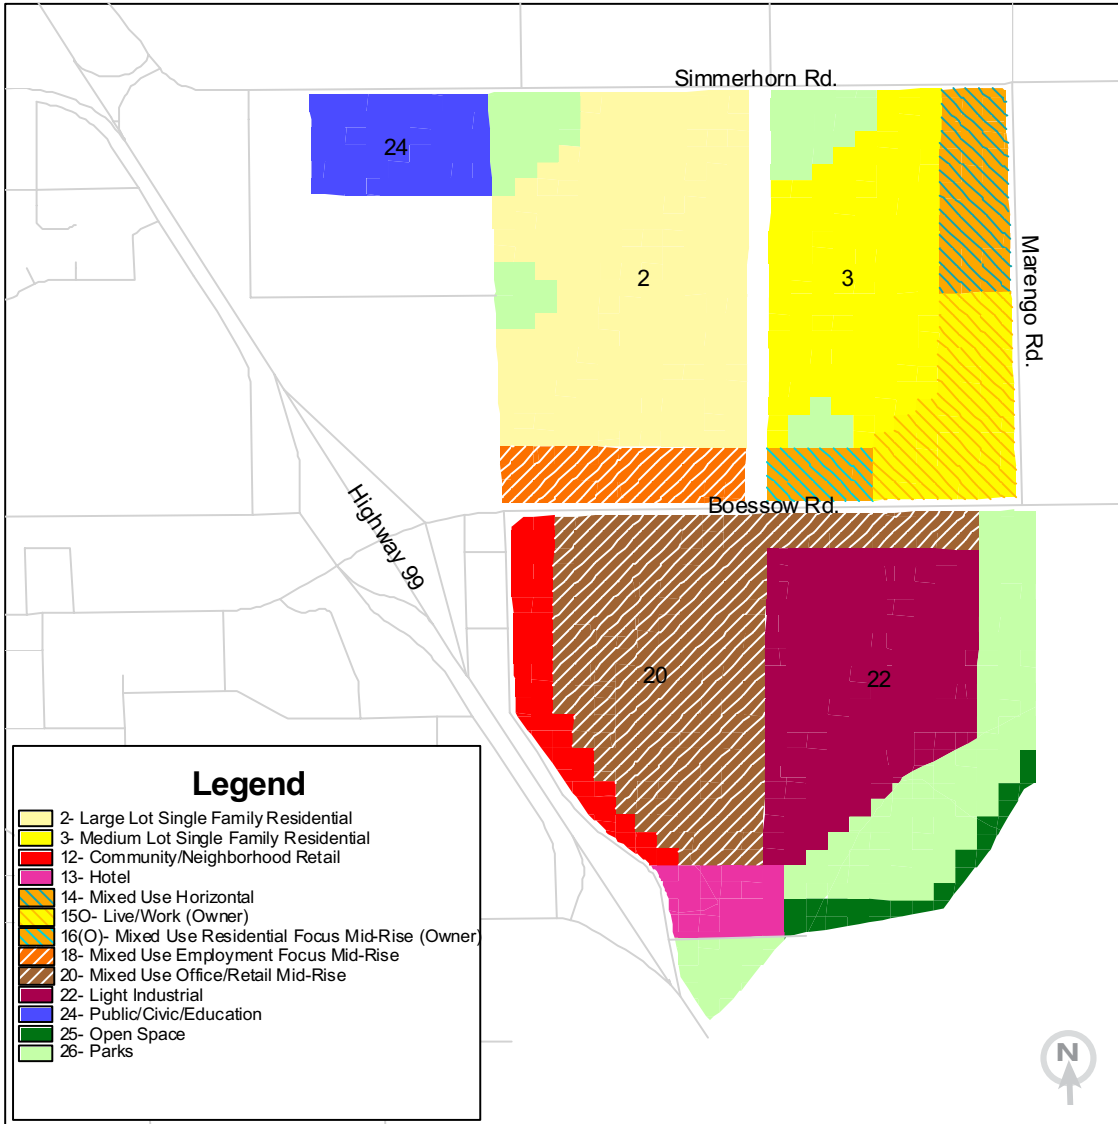 Simmerhorn Rd.
24
2
3
Marengo Rd.
Highway 99
Boessow Rd.
20
22
Legend
2- Large Lot Single Family Residential
3- Medium Lot Single Family Residential
12- Community/Neighborhood Retail
13- Hotel
14- Mixed Use Horizontal
15O- Live/Work (Owner)
16(O)- Mixed Use Residential Focus Mid-Rise (Owner)
18- Mixed Use Employment Focus Mid-Rise
20- Mixed Use Office/Retail Mid-Rise
22- Light Industrial
24- Public/Civic/Education
25- Open Space
26- Parks
N